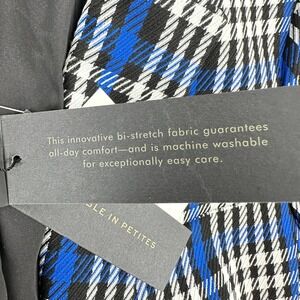 This innovative bi-stretch fabric guarantees
all-day comfort—and is machine washable
for exceptionally easy care.
IN PETITES